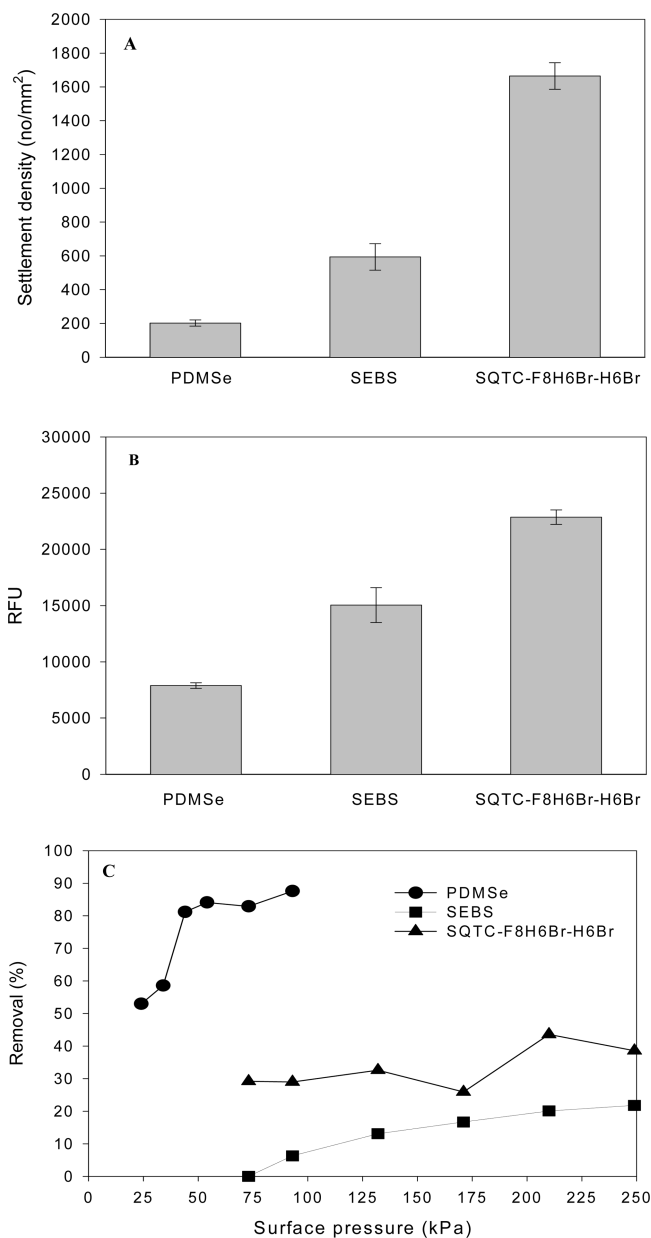 A
Settlement density (no/mm²)
2000
1800
1600
1400
1200
1000
800
600
400
200
0
PDMSe SEBS SQTC-F8H6Br-H6Br
B
RFU
30000
25000
20000
15000
10000
5000
0
PDMSe SEBS SQTC-F8H6Br-H6Br
C
Removal (%)
100
90
80
70
60
50
40
30
20
10
0
PDMSe
SEBS
SQTC-F8H6Br-H6Br
0 25 50 75 100 125 150 175 200 225 250
Surface pressure (kPa)